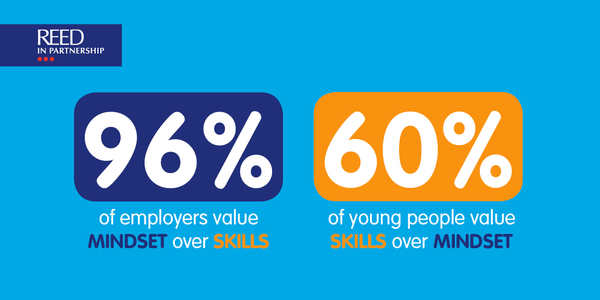 REED
IN PARTNERSHIP
96%
of employers value
MINDSET over SKILLS
60%
of young people value
SKILLS over MINDSET